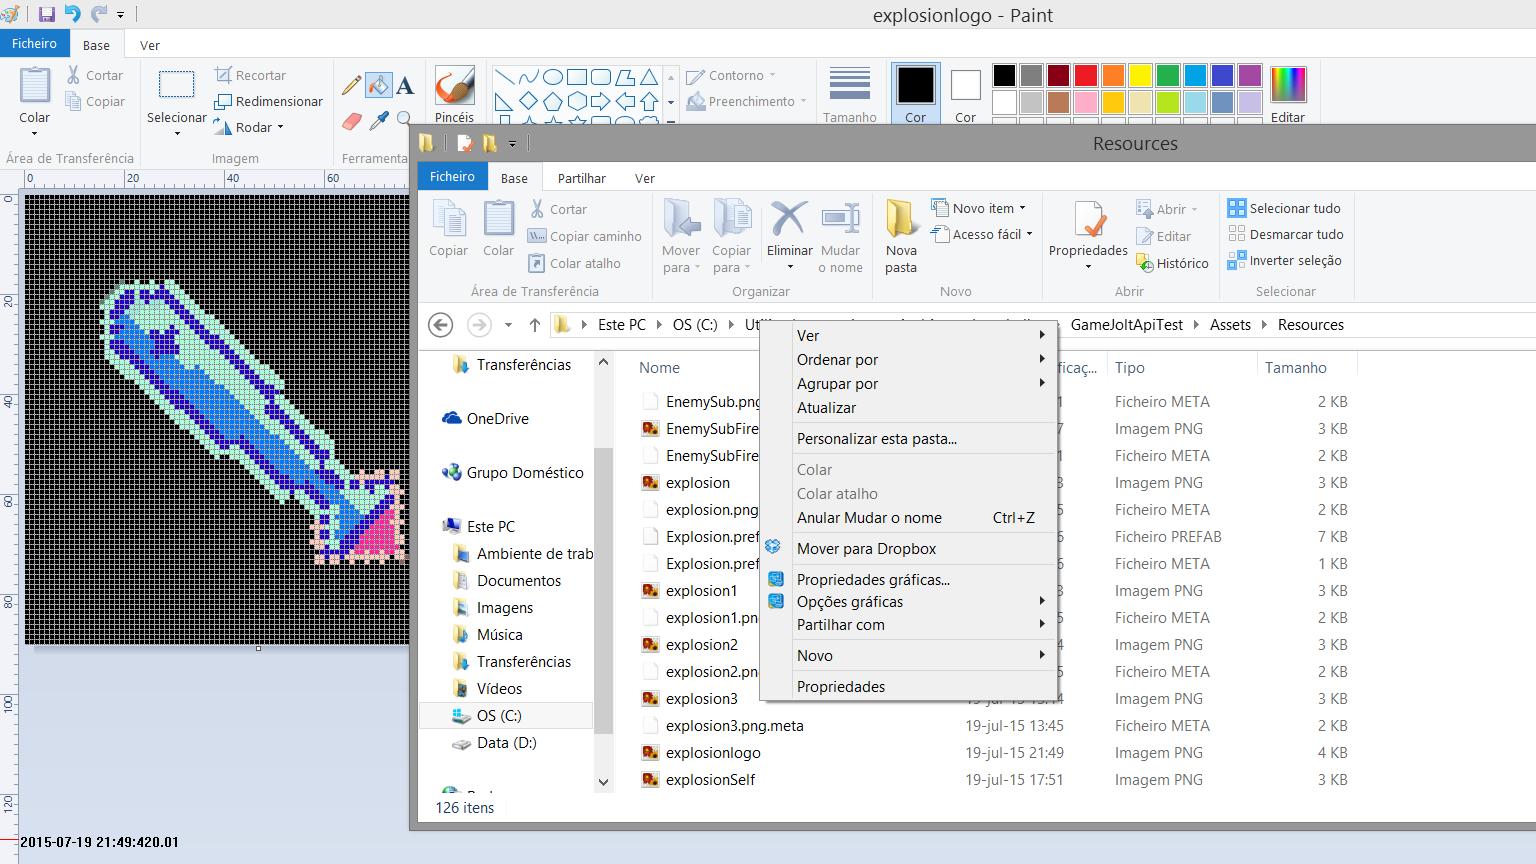 explosionlogo - Paint
Ficheiro Base Ver
Colar
Cortar
Copiar
Área de Transferência
Selecionar
Recortar
Redimensionar
Rodar
Imagem
A
Ferramenta
Pincéis
Contorno
Preenchimento
Tamanho
Cor
Cor
Editar
0 20 40 60
0
20
40
60
80
100
120
Resources
Ficheiro Base Partilhar Ver
Copiar
Colar
Cortar
Copiar caminho
Colar atalho
Área de Transferência
Mover para
Copiar para
Eliminar
Mudar o nome
Organizar
Nova pasta
Novo item
Acesso fácil
Novo
Propriedades
Abrir
Editar
Histórico
Abrir
Selecionar tudo
Desmarcar tudo
Inverter seleção
Selecionar
Este PC OS (C:) GameJoltApiTest Assets Resources
Transferências
OneDrive
Grupo Doméstico
Este PC
Ambiente de trab
Documentos
Imagens
Música
Transferências
Vídeos
OS (C:)
Data (D:)
Nome ficaç... Tipo Tamanho
EnemySub.png Ficheiro META 2 KB
EnemySubFire Imagem PNG 3 KB
EnemySubFire Ficheiro META 2 KB
explosion Imagem PNG 3 KB
explosion.png Ficheiro META 2 KB
Explosion.pref Ficheiro PREFAB 7 KB
Explosion.pref Ficheiro META 1 KB
explosion1 Imagem PNG 3 KB
explosion1.pn Ficheiro META 2 KB
explosion2 Imagem PNG 3 KB
explosion2.pn Ficheiro META 2 KB
explosion3 Imagem PNG 3 KB
explosion3.png.meta 19-jul-15 13:45 Ficheiro META 2 KB
explosionlogo 19-jul-15 21:49 Imagem PNG 4 KB
explosionSelf 19-jul-15 17:51 Imagem PNG 3 KB
126 itens
Ver
Ordenar por
Agrupar por
Atualizar
Personalizar esta pasta...
Colar
Colar atalho
Anular Mudar o nome Ctrl+Z
Mover para Dropbox
Propriedades gráficas...
Opções gráficas
Partilhar com
Novo
Propriedades
2015-07-19 21:49:420.01